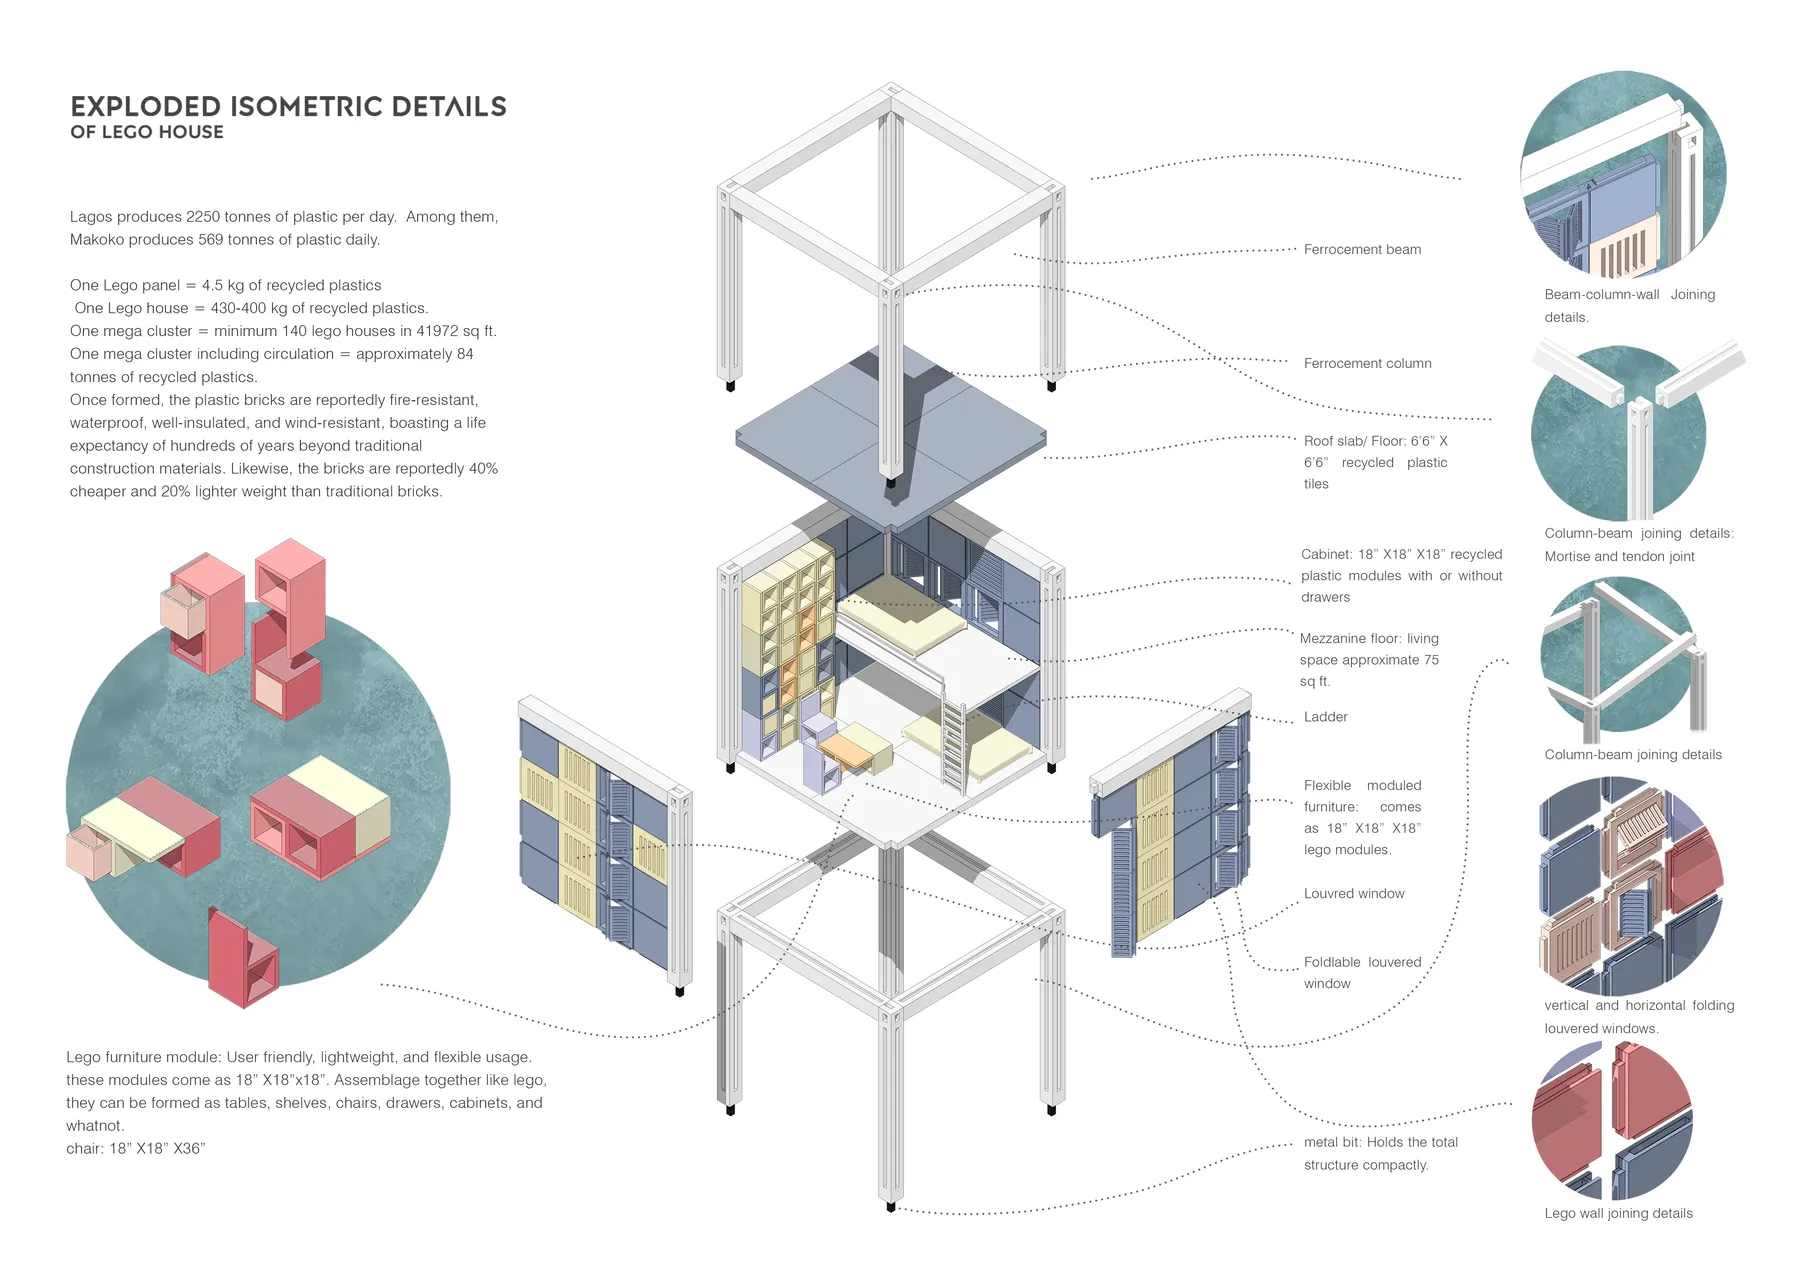 EXPLODED ISOMETRIC DETAILS
OF LEGO HOUSE
Lagos produces 2250 tonnes of plastic per day. Among them,
Makoko produces 569 tonnes of plastic daily.
One Lego panel = 4.5 kg of recycled plastics
One Lego house = 430-400 kg of recycled plastics.
One mega cluster = minimum 140 lego houses in 41972 sq ft.
One mega cluster including circulation = approximately 84
tonnes of recycled plastics.
Once formed, the plastic bricks are reportedly fire-resistant,
waterproof, well-insulated, and wind-resistant, boasting a life
expectancy of hundreds of years beyond traditional
construction materials. Likewise, the bricks are reportedly 40%
cheaper and 20% lighter weight than traditional bricks.
Lego furniture module: User friendly, lightweight, and flexible usage.
these modules come as 18” X18”x18”. Assemblage together like lego,
they can be formed as tables, shelves, chairs, drawers, cabinets, and
whatnot.
chair: 18” X18” X36”
Ferrocement beam
Ferrocement column
Roof slab/ Floor: 6’6” X
6’6” recycled plastic
tiles
Cabinet: 18” X18” X18” recycled
plastic modules with or without
drawers
Mezzanine floor: living
space approximate 75
sq ft.
Ladder
Flexible moduled
furniture: comes
as 18” X18” X18”
lego modules.
Louvred window
Foldable louvered
window
metal bit: Holds the total
structure compactly.
Beam-column-wall Joining
details.
Column-beam joining details:
Mortise and tendon joint
Column-beam joining details
vertical and horizontal folding
louvered windows.
Lego wall joining details